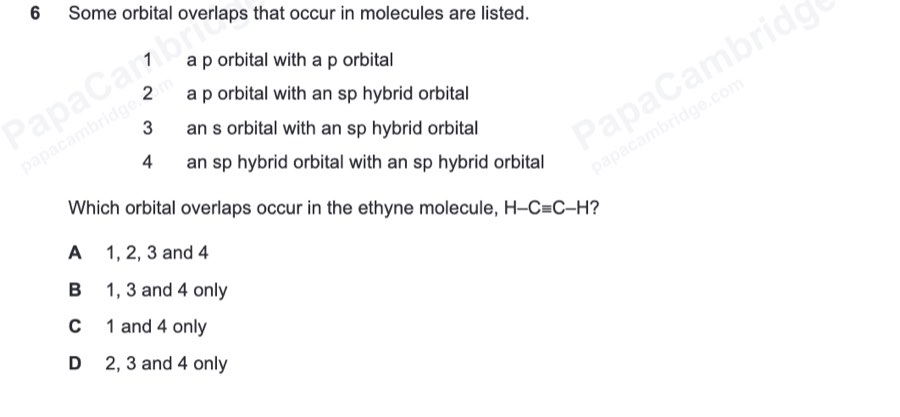 6 Some orbital overlaps that occur in molecules are listed.
1 a p orbital with a p orbital
2 a p orbital with an sp hybrid orbital
3 an s orbital with an sp hybrid orbital
4 an sp hybrid orbital with an sp hybrid orbital
Which orbital overlaps occur in the ethyne molecule, H–C≡C–H?
A 1, 2, 3 and 4
B 1, 3 and 4 only
C 1 and 4 only
D 2, 3 and 4 only
PapaCambridge
papacambridge.com
PapaCambridge
papacambridge.com